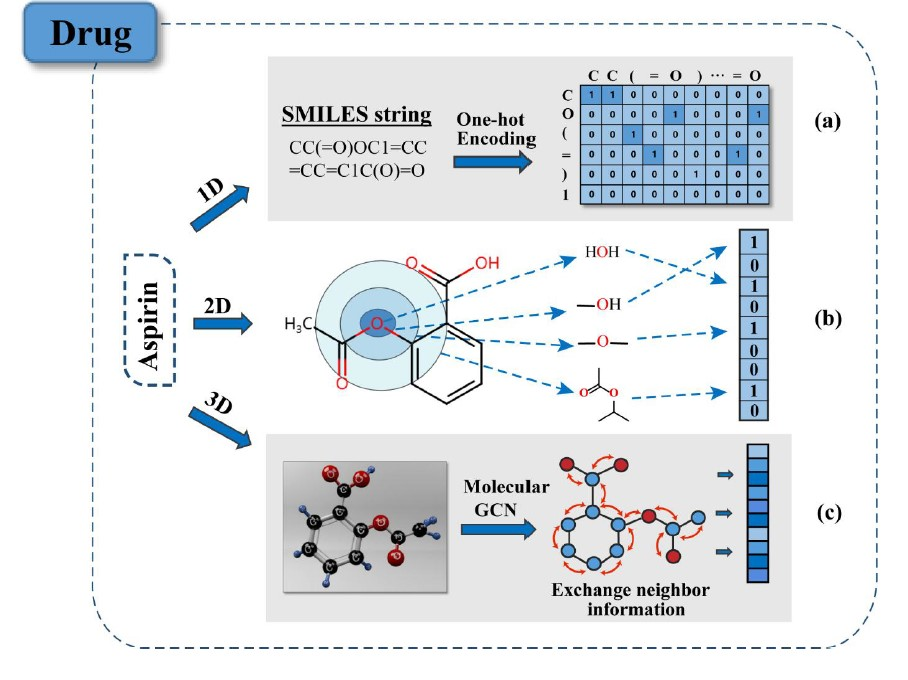 Drug
Aspirin
1D
2D
3D
SMILES string
CC(=O)OC1=CC
=CC=C1C(O)=O
One-hot
Encoding
C C ( = O ) ··· = O
C 1 1 0 0 0 0 0 0 0
O 0 0 0 0 1 0 0 0 1
( 0 0 1 0 0 0 0 0 0
= 0 0 0 1 0 0 0 1 0
) 0 0 0 0 0 1 0 0 0
1 0 0 0 0 0 0 0 0 0
(a)
O
OH
H₃C
O
O
HOH
OH
O
O
O
1
0
1
0
1
0
0
1
0
(b)
O
O
C
C
C
C
C
C
C
O
C
C
O
Molecular
GCN
Exchange neighbor
information
(c)